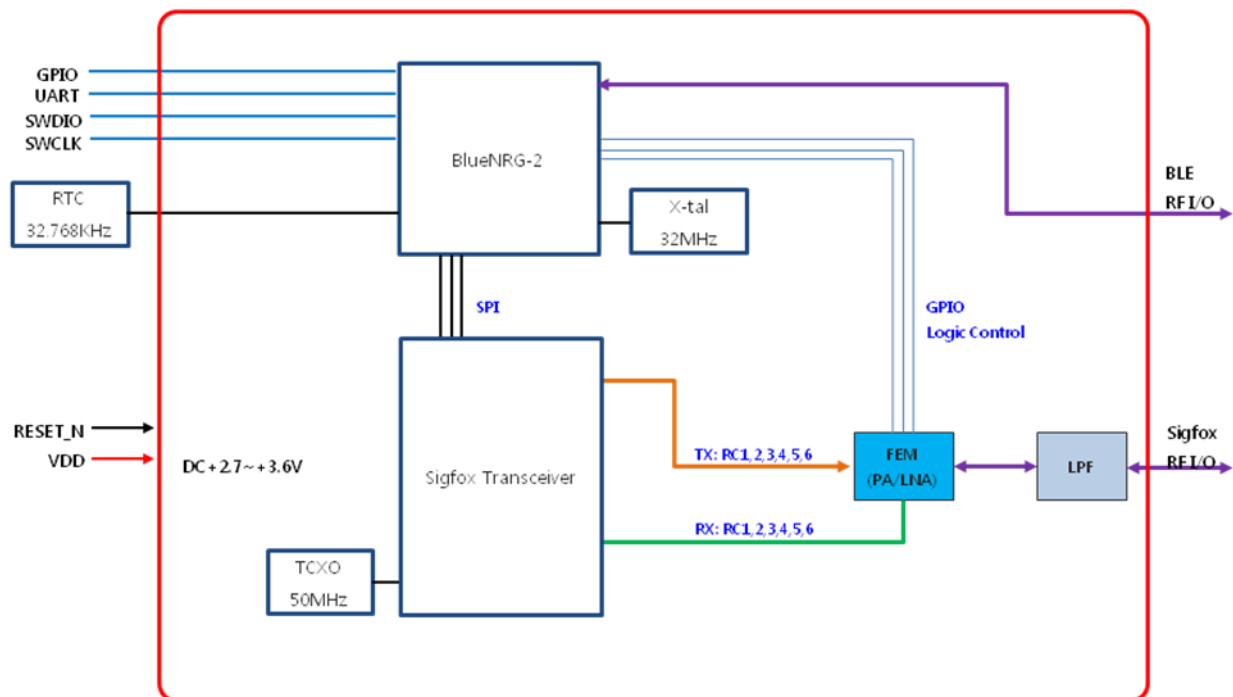 GPIO
UART
SWDIO
SWCLK
BlueNRG-2
RTC
32.768KHz
X-tal
32MHz
BLE
RF I/O
SPI
GPIO
Logic Control
RESET_N
VDD
DC + 2.7 ~ + 3.6V
Sigfox Transceiver
TX: RC1,2,3,4,5,6
FEM
(PA/LNA)
LPF
Sigfox
RF I/O
RX: RC1,2,3,4,5,6
TCXO
50MHz